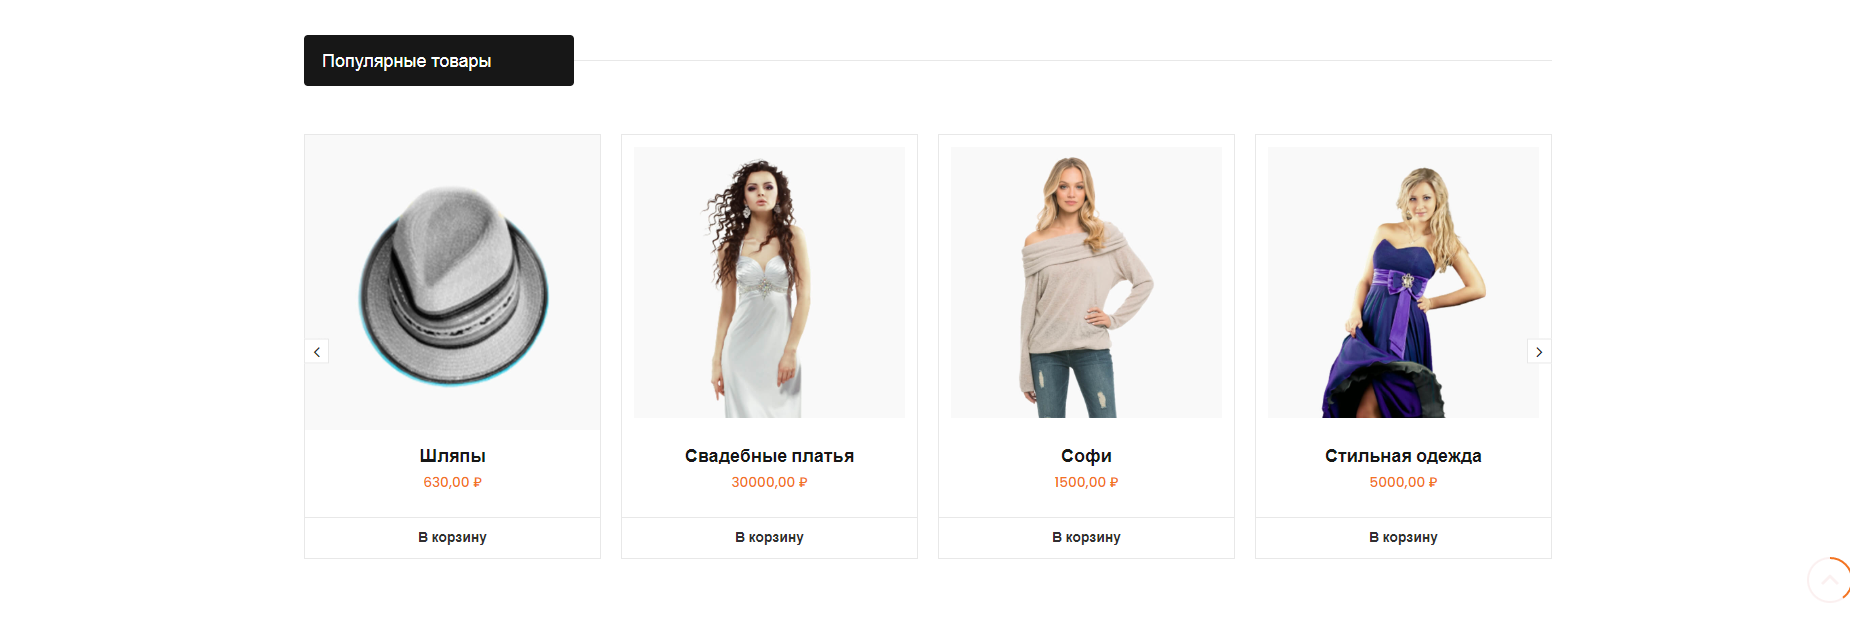 Популярные товары
Шляпы
630,00 ₽
В корзину
Свадебные платья
30000,00 ₽
В корзину
Софи
1500,00 ₽
В корзину
Стильная одежда
5000,00 ₽
В корзину